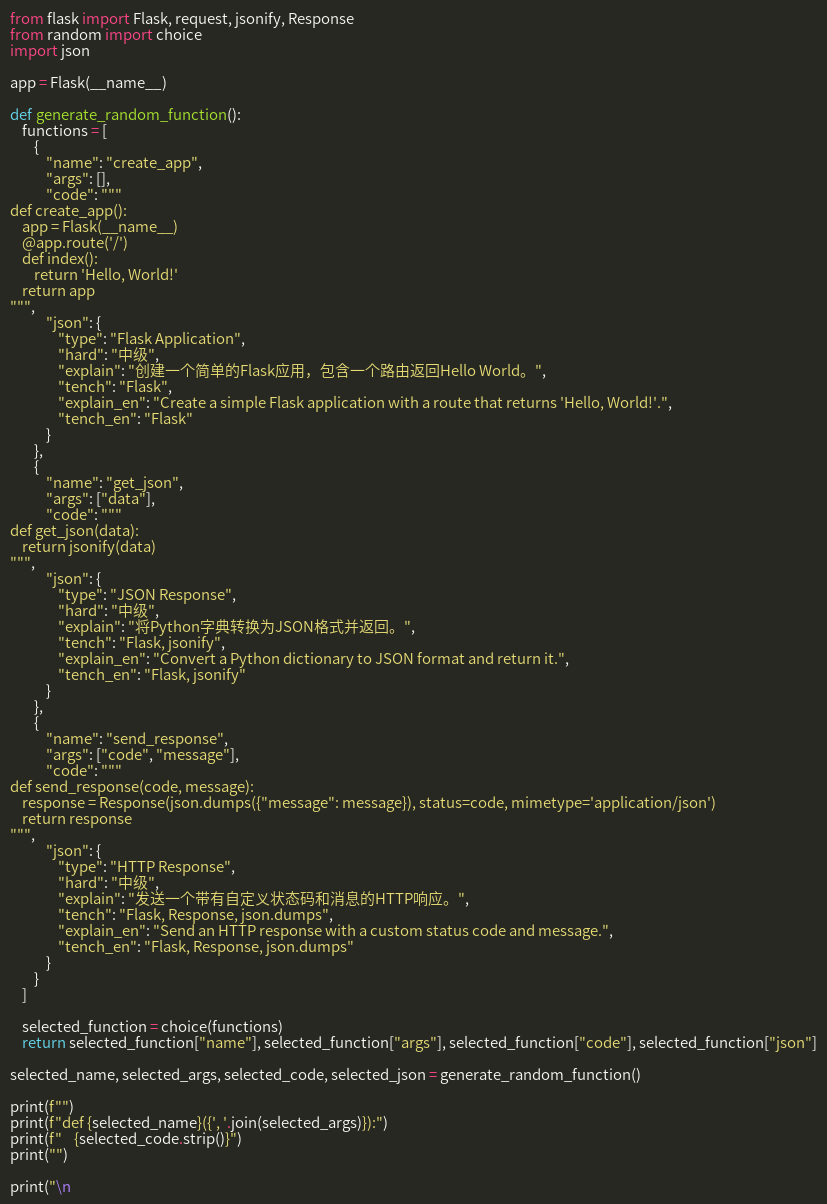 from flask import Flask, request, jsonify, Response
from random import choice
import json

app = Flask(__name__)

def generate_random_function():
    functions = [
        {
            "name": "create_app",
            "args": [],
            "code": """
def create_app():
    app = Flask(__name__)
    @app.route('/')
    def index():
        return 'Hello, World!'
    return app
""",
            "json": {
                "type": "Flask Application",
                "hard": "中级",
                "explain": "创建一个简单的Flask应用，包含一个路由返回Hello World。",
                "tench": "Flask",
                "explain_en": "Create a simple Flask application with a route that returns 'Hello, World!'.",
                "tench_en": "Flask"
            }
        },
        {
            "name": "get_json",
            "args": ["data"],
            "code": """
def get_json(data):
    return jsonify(data)
""",
            "json": {
                "type": "JSON Response",
                "hard": "中级",
                "explain": "将Python字典转换为JSON格式并返回。",
                "tench": "Flask, jsonify",
                "explain_en": "Convert a Python dictionary to JSON format and return it.",
                "tench_en": "Flask, jsonify"
            }
        },
        {
            "name": "send_response",
            "args": ["code", "message"],
            "code": """
def send_response(code, message):
    response = Response(json.dumps({"message": message}), status=code, mimetype='application/json')
    return response
""",
            "json": {
                "type": "HTTP Response",
                "hard": "中级",
                "explain": "发送一个带有自定义状态码和消息的HTTP响应。",
                "tench": "Flask, Response, json.dumps",
                "explain_en": "Send an HTTP response with a custom status code and message.",
                "tench_en": "Flask, Response, json.dumps"
            }
        }
    ]

    selected_function = choice(functions)
    return selected_function["name"], selected_function["args"], selected_function["code"], selected_function["json"]

selected_name, selected_args, selected_code, selected_json = generate_random_function()

print(f"")
print(f"def {selected_name}({', '.join(selected_args)}):")
print(f"    {selected_code.strip()}")
print("")

print("\n